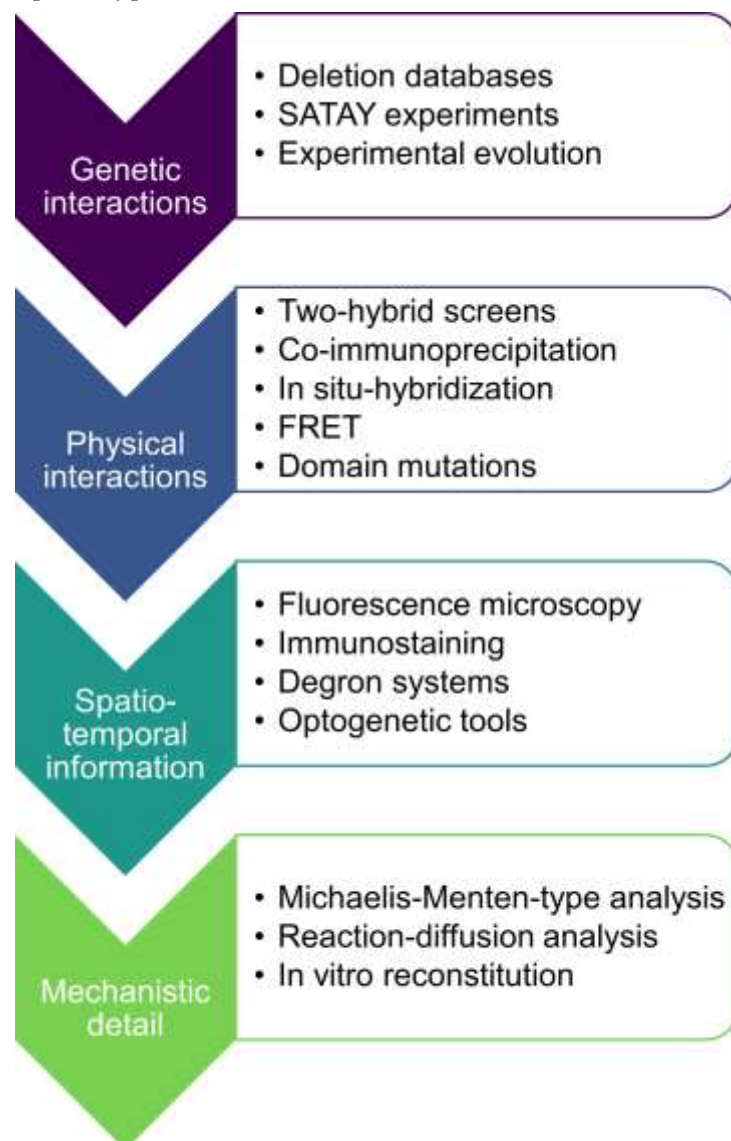 Genetic
interactions
• Deletion databases
• SATAY experiments
• Experimental evolution
Physical
interactions
• Two-hybrid screens
• Co-immunoprecipitation
• In situ-hybridization
• FRET
• Domain mutations
Spatio-
temporal
information
• Fluorescence microscopy
• Immunostaining
• Degron systems
• Optogenetic tools
Mechanistic
detail
• Michaelis-Menten-type analysis
• Reaction-diffusion analysis
• In vitro reconstitution